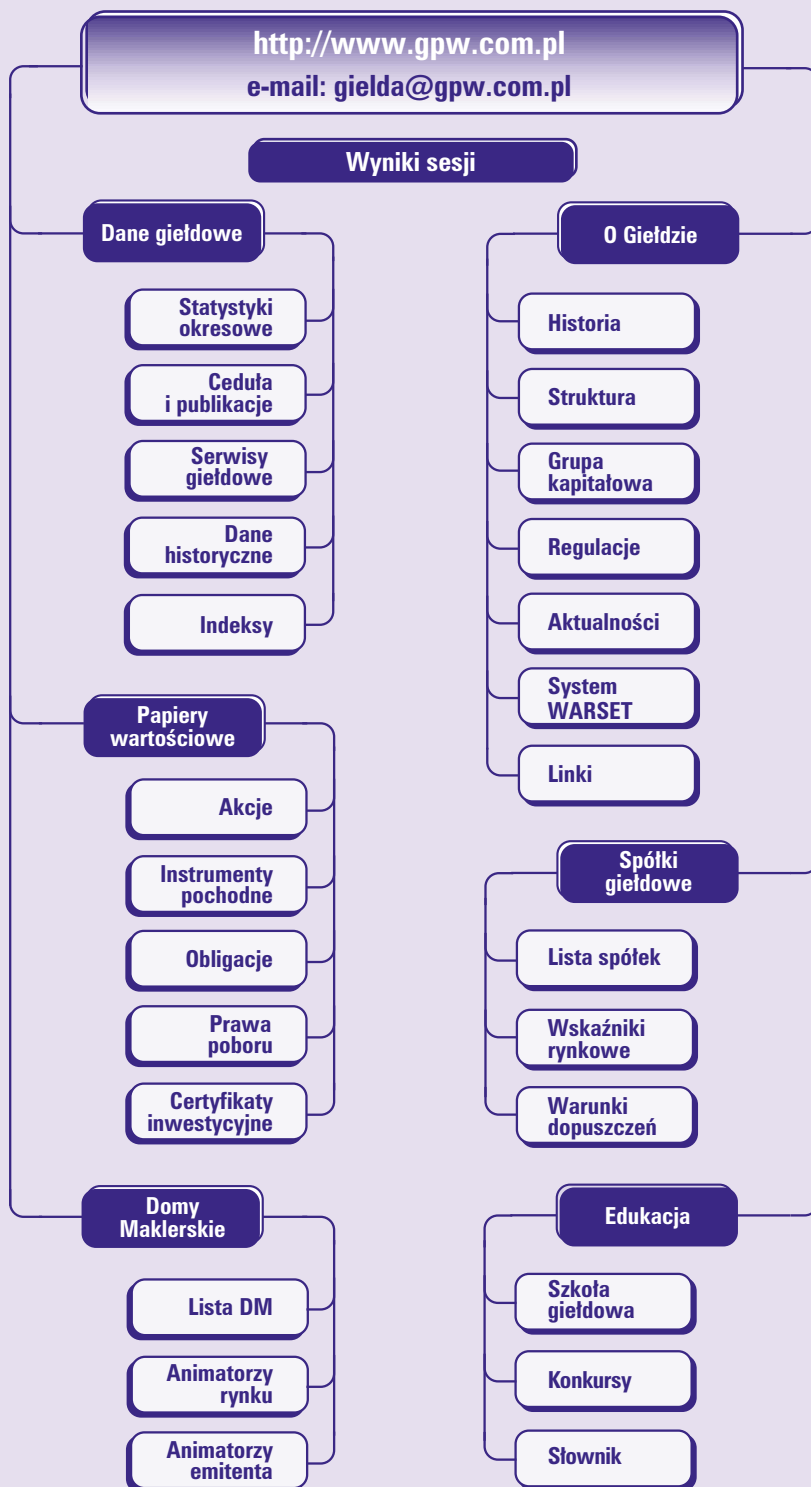 http://www.gpw.com.pl
e-mail: gielda@gpw.com.pl
Wyniki sesji
Dane giełdowe
Statystyki
okresowe
Ceduła
i publikacje
Serwisy
giełdowe
Dane
historyczne
Indeksy
Papiery
wartościowe
Akcje
Instrumenty
pochodne
Obligacje
Prawa
poboru
Certyfikaty
inwestycyjne
Domy
Maklerskie
Lista DM
Animatorzy
rynku
Animatorzy
emitenta
O Giełdzie
Historia
Struktura
Grupa
kapitałowa
Regulacje
Aktualności
System
WARSET
Linki
Spółki
giełdowe
Lista spółek
Wskaźniki
rynkowe
Warunki
dopuszczeń
Edukacja
Szkoła
giełdowa
Konkursy
Słownik